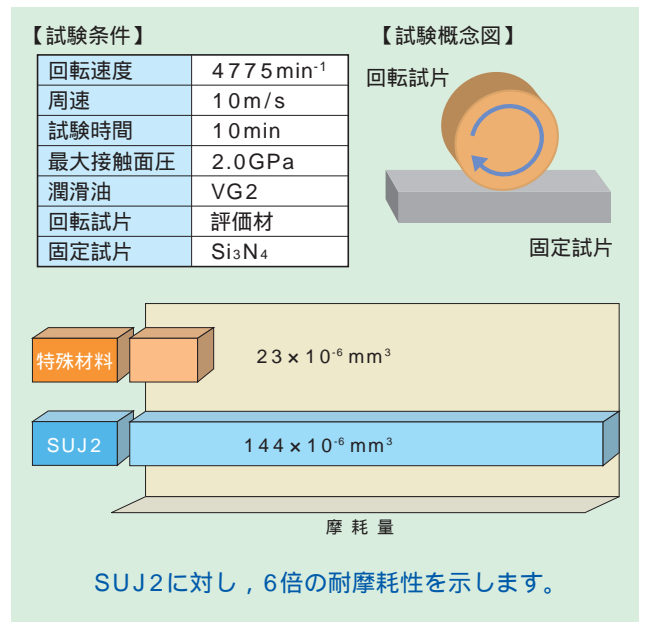 【試験条件】
回転速度 4775min⁻¹
周速 10m/s
試験時間 10min
最大接触面圧 2.0GPa
潤滑油 VG2
回転試片 評価材
固定試片 Si₃N₄
【試験概念図】
回転試片
固定試片
特殊材料 23×10⁻⁶mm³
SUJ2 144×10⁻⁶mm³
摩耗量
SUJ2に対し，6倍の耐摩耗性を示します。